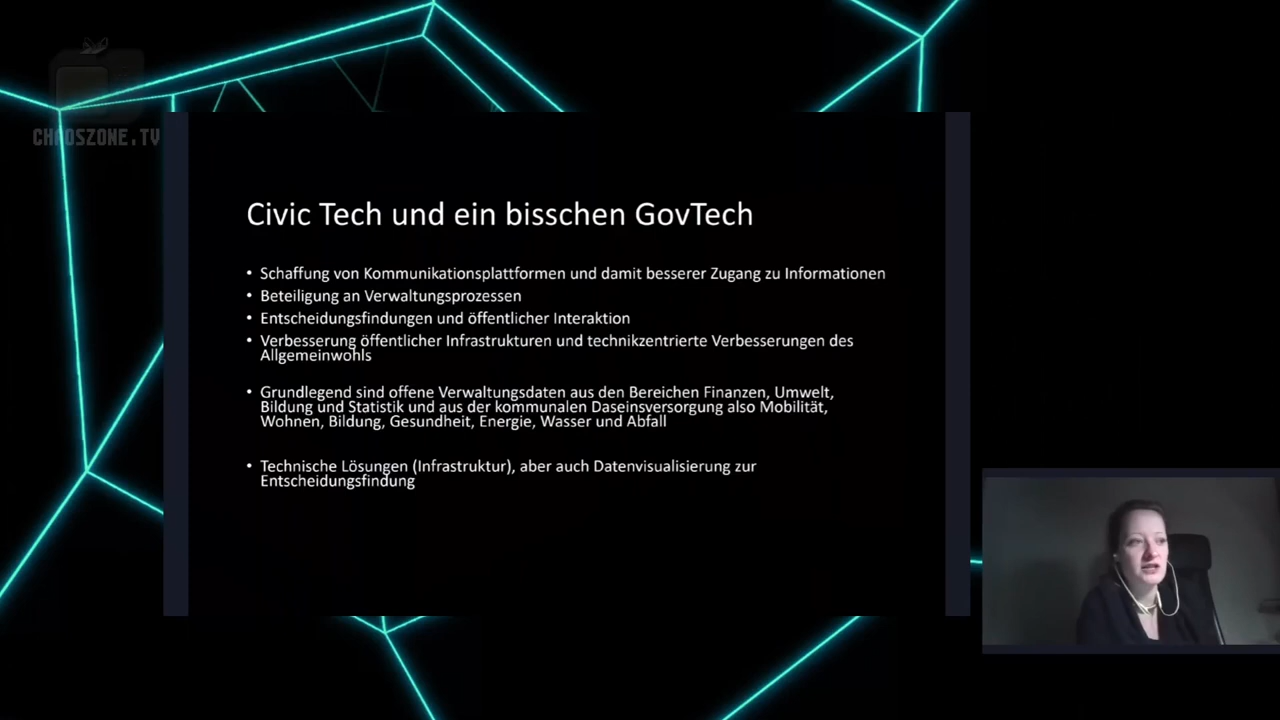 CHAOSZONE.TV
Civic Tech und ein bisschen GovTech
• Schaffung von Kommunikationsplattformen und damit besserer Zugang zu Informationen
• Beteiligung an Verwaltungsprozessen
• Entscheidungsfindungen und öffentlicher Interaktion
• Verbesserung öffentlicher Infrastrukturen und technikzentrierte Verbesserungen des
Allgemeinwohls
• Grundlegend sind offene Verwaltungsdaten aus den Bereichen Finanzen, Umwelt,
Bildung und Statistik und aus der kommunalen Daseinsversorgung also Mobilität,
Wohnen, Bildung, Gesundheit, Energie, Wasser und Abfall
• Technische Lösungen (Infrastruktur), aber auch Datenvisualisierung zur
Entscheidungsfindung